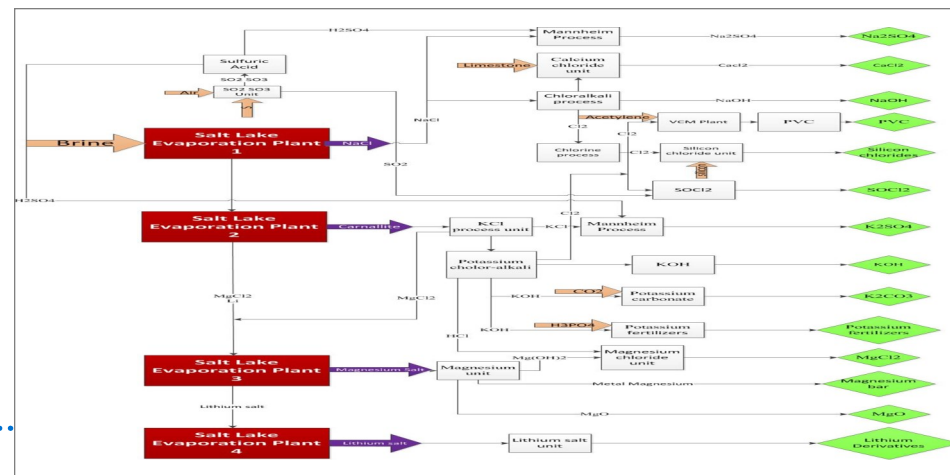 H2SO4
Mannheim
Process
Na2SO4
Na2SO4
Sulfuric
Acid
Limestone
Calcium
chloride unit
Cacl2
CaCl2
SO2 SO3
Air
SO2 SO3
Unit
S
Chloralkali
process
NaOH
NaOH
NaCl
Cl2
Acetylene
VCM Plant
PVC
PVC
Brine
Salt Lake
Evaporation Plant
1
NaCl
SO2
Chlorine
process
Cl2
Cl2
Silicon
chloride unit
Silicon
chlorides
SOCl2
SOCl2
H2SO4
Cl2
Salt Lake
Evaporation Plant
2
Carnallite
KCl
process unit
KCl
Mannheim
Process
K2SO4
Potassium
cholor-alkali
KOH
KOH
MgCl2
Li
MgCl2
KOH
CO2
Potassium
carbonate
K2CO3
HCl
KOH
H3PO4
Potassium
fertilizers
Potassium
fertilizers
Salt Lake
Evaporation Plant
3
Magnesium Salt
Magnesium
unit
Mg(OH)2
Magnesium
chloride
unit
MgCl2
Metal Magnesium
Magnesium
bar
Lithium salt
MgO
MgO
Salt Lake
Evaporation Plant
4
Lithium salt
Lithium salt
unit
Lithium
Derivatives